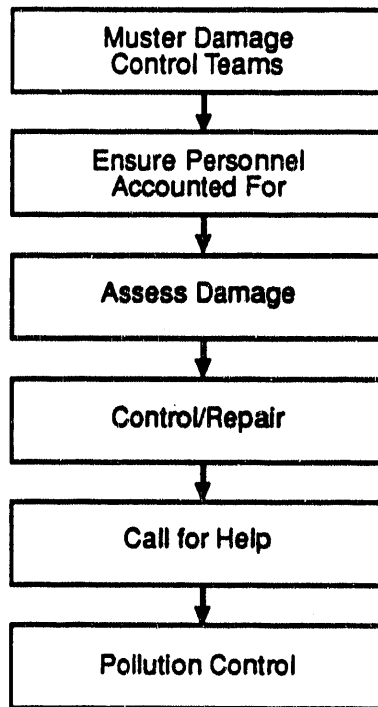 Muster Damage
Control Teams
Ensure Personnel
Accounted For
Assess Damage
Control/Repair
Call for Help
Pollution Control